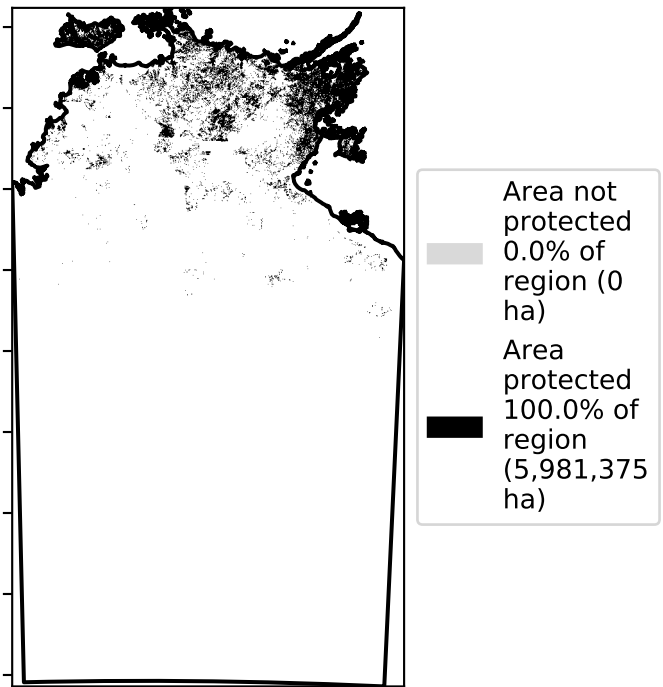 Area not
protected
0.0% of
region (0
ha)
Area
protected
100.0% of
region
(5,981,375
ha)